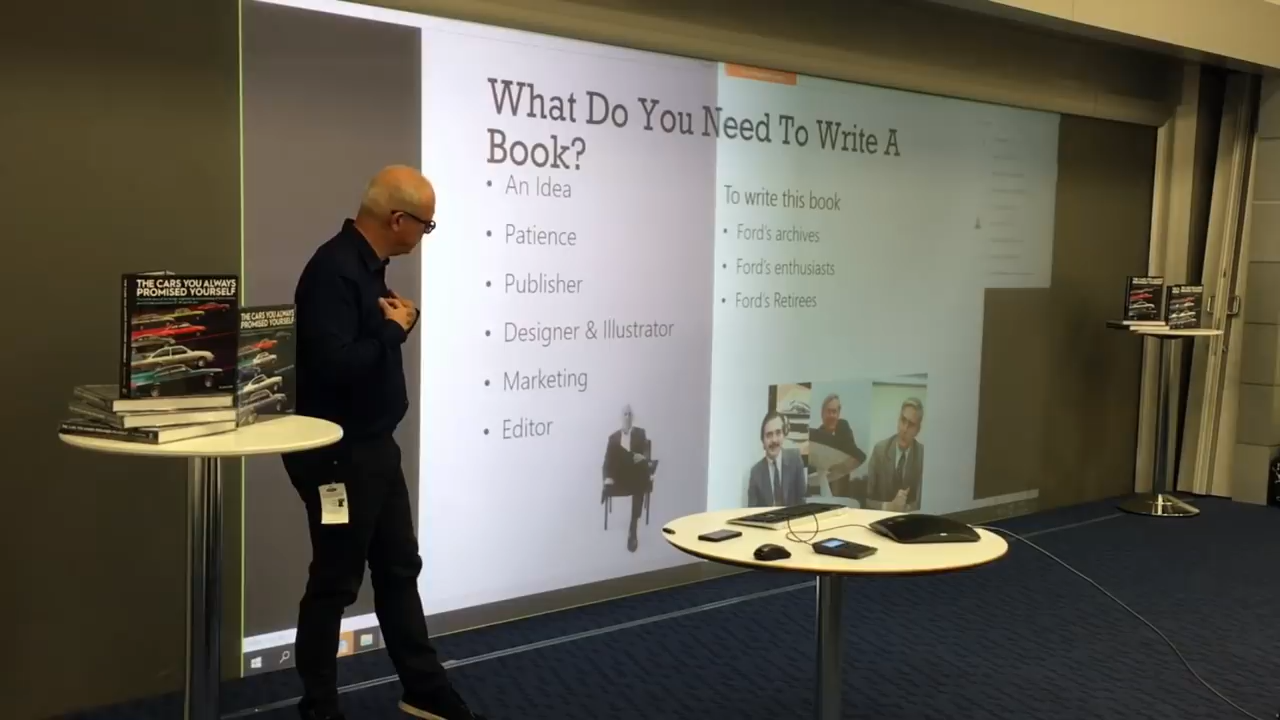 What Do You Need To Write A
Book?
• An Idea
• Patience
• Publisher
• Designer & Illustrator
• Marketing
• Editor
To write this book
• Ford's archives
• Ford's enthusiasts
• Ford's Retirees
THE CARS YOU ALWAYS
PROMISED YOURSELF
THE CARS YOU ALWAYS
PROMISED YOURSELF